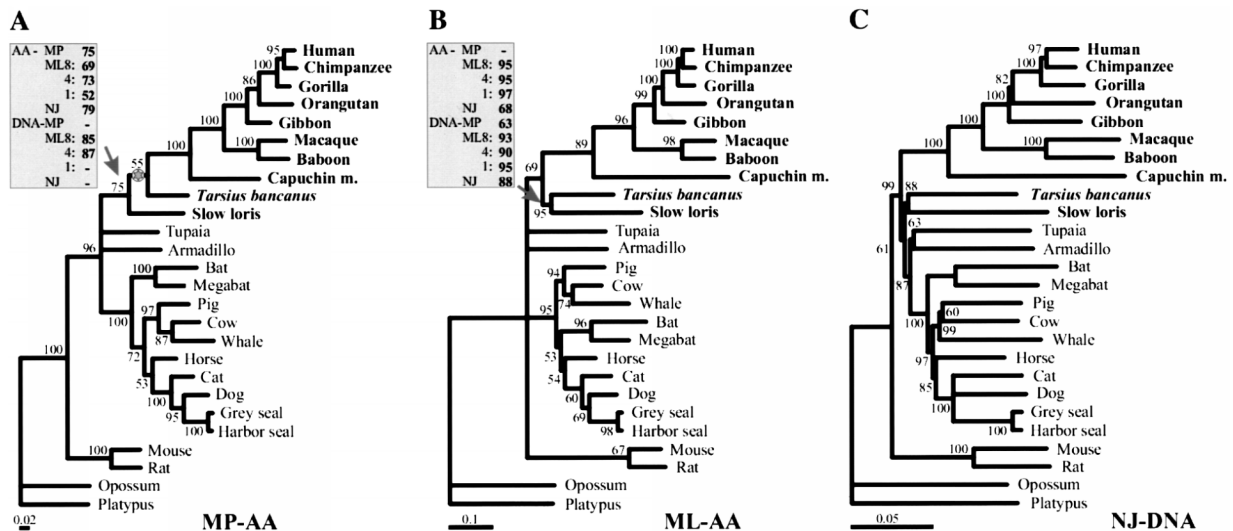 A
AA - MP 75
ML8: 69
4: 73
1: 52
NJ 79
DNA-MP -
ML8: 85
4: 87
1: -
NJ -
95
Human
100
Chimpanzee
86
Gorilla
100
Orangutan
100
Gibbon
100
Macaque
100
Baboon
55
Capuchin m.
75
Tarsius bancanus
Slow loris
96
Tupaia
Armadillo
100
Bat
Megabat
100
97
Pig
Cow
87
Whale
72
Horse
53
Cat
100
Dog
95
Grey seal
100
Harbor seal
100
100
Mouse
Rat
Opossum
Platypus
0.02
MP-AA
B
AA - MP -
ML8: 95
4: 95
1: 97
NJ 68
DNA-MP 63
ML8: 93
4: 90
1: 95
NJ 88
100
Human
100
Chimpanzee
100
Gorilla
99
Orangutan
96
Gibbon
98
Macaque
89
Baboon
69
Capuchin m.
Tarsius bancanus
95
Slow loris
Tupaia
Armadillo
94
Pig
Cow
74
Whale
95
96
Bat
Megabat
53
Horse
54
Cat
60
Dog
69
Grey seal
98
Harbor seal
67
Mouse
Rat
Opossum
Platypus
0.1
ML-AA
C
97
Human
100
Chimpanzee
82
Gorilla
100
Orangutan
Gibbon
100
100
Macaque
Baboon
99
Capuchin m.
88
Tarsius bancanus
Slow loris
63
Tupaia
61
Armadillo
87
Bat
Megabat
100
Pig
60
Cow
99
Whale
97
Horse
85
Cat
100
Dog
Grey seal
100
Harbor seal
100
Mouse
Rat
Opossum
Platypus
0.05
NJ-DNA